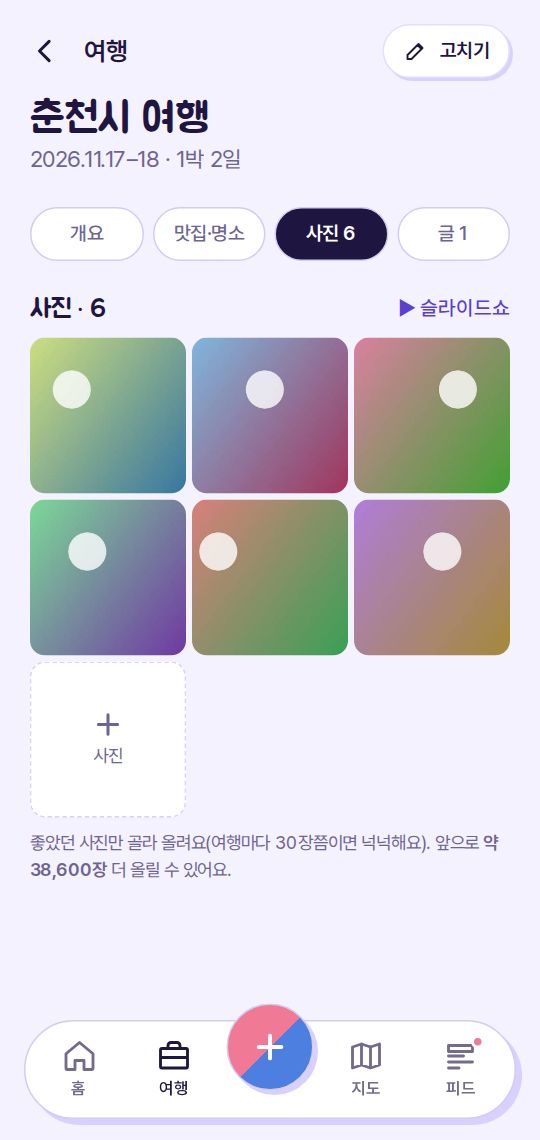 여행
고치기
춘천시 여행
2026.11.17–18 · 1박 2일
개요
맛집·명소
사진 6
글 1
사진 · 6
▶ 슬라이드쇼
사진
좋았던 사진만 골라 올려요(여행마다 30장쯤이면 넉넉해요). 앞으로 약
38,600장 더 올릴 수 있어요.
홈
여행
지도
피드